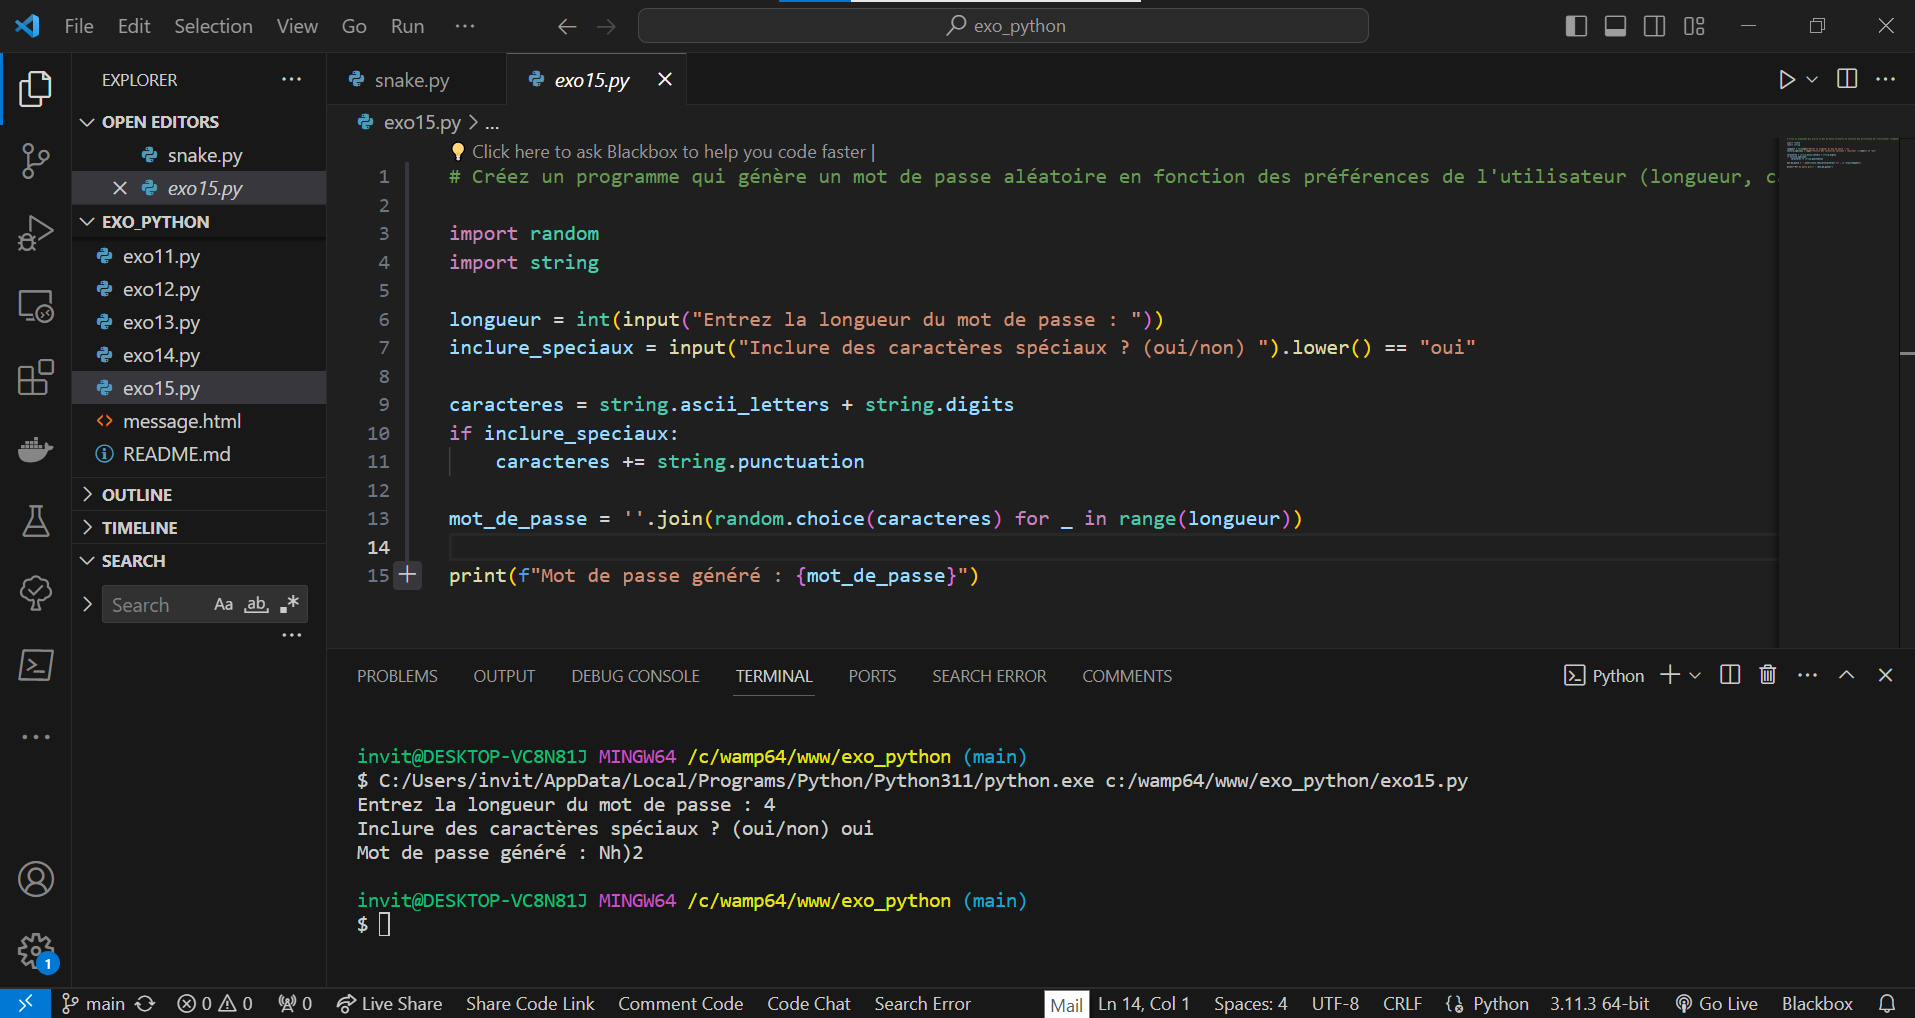 File Edit Selection View Go Run ···
exo_python
EXPLORER
OPEN EDITORS
snake.py
exo15.py
EXO_PYTHON
exo11.py
exo12.py
exo13.py
exo14.py
exo15.py
message.html
README.md
OUTLINE
TIMELINE
SEARCH
Search Aa ab .*
snake.py exo15.py
exo15.py > ...
Click here to ask Blackbox to help you code faster |
1 # Créez un programme qui génère un mot de passe aléatoire en fonction des préférences de l'utilisateur (longueur, c
2
3 import random
4 import string
5
6 longueur = int(input("Entrez la longueur du mot de passe : "))
7 inclure_speciaux = input("Inclure des caractères spéciaux ? (oui/non) ").lower() == "oui"
8
9 caracteres = string.ascii_letters + string.digits
10 if inclure_speciaux:
11 caracteres += string.punctuation
12
13 mot_de_passe = ''.join(random.choice(caracteres) for _ in range(longueur))
14
15 print(f"Mot de passe généré : {mot_de_passe}")
PROBLEMS OUTPUT DEBUG CONSOLE TERMINAL PORTS SEARCH ERROR COMMENTS
Python
invit@DESKTOP-VC8N81J MINGW64 /c/wamp64/www/exo_python (main)
$ C:/Users/invit/AppData/Local/Programs/Python/Python311/python.exe c:/wamp64/www/exo_python/exo15.py
Entrez la longueur du mot de passe : 4
Inclure des caractères spéciaux ? (oui/non) oui
Mot de passe généré : Nh)2
invit@DESKTOP-VC8N81J MINGW64 /c/wamp64/www/exo_python (main)
$
1
main 0 0 0 Live Share Share Code Link Comment Code Code Chat Search Error Mail Ln 14, Col 1 Spaces: 4 UTF-8 CRLF Python 3.11.3 64-bit Go Live Blackbox